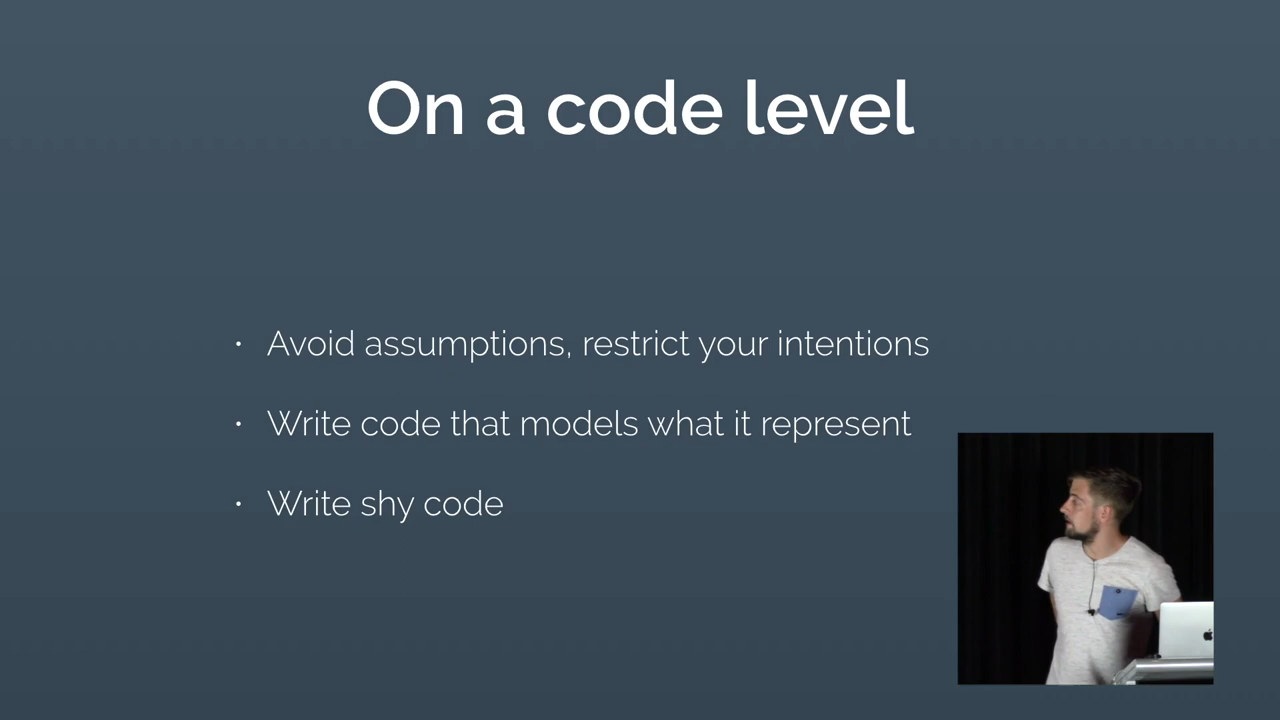 On a code level
• Avoid assumptions, restrict your intentions
• Write code that models what it represent
• Write shy code